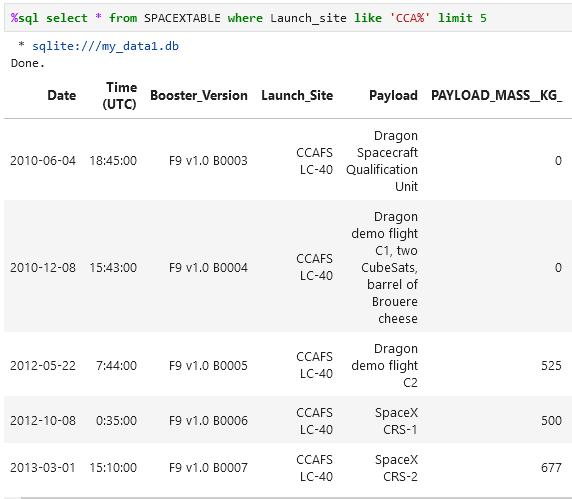 %sql select * from SPACEXTABLE where Launch_site like 'CCA%' limit 5
* sqlite:///my_data1.db
Done.
Date Time (UTC) Booster_Version Launch_Site Payload PAYLOAD_MASS__KG_
2010-06-04 18:45:00 F9 v1.0 B0003 CCAFS LC-40 Dragon Spacecraft Qualification Unit 0
2010-12-08 15:43:00 F9 v1.0 B0004 CCAFS LC-40 Dragon demo flight C1, two CubeSats, barrel of Brouere cheese 0
2012-05-22 7:44:00 F9 v1.0 B0005 CCAFS LC-40 Dragon demo flight C2 525
2012-10-08 0:35:00 F9 v1.0 B0006 CCAFS LC-40 SpaceX CRS-1 500
2013-03-01 15:10:00 F9 v1.0 B0007 CCAFS LC-40 SpaceX CRS-2 677